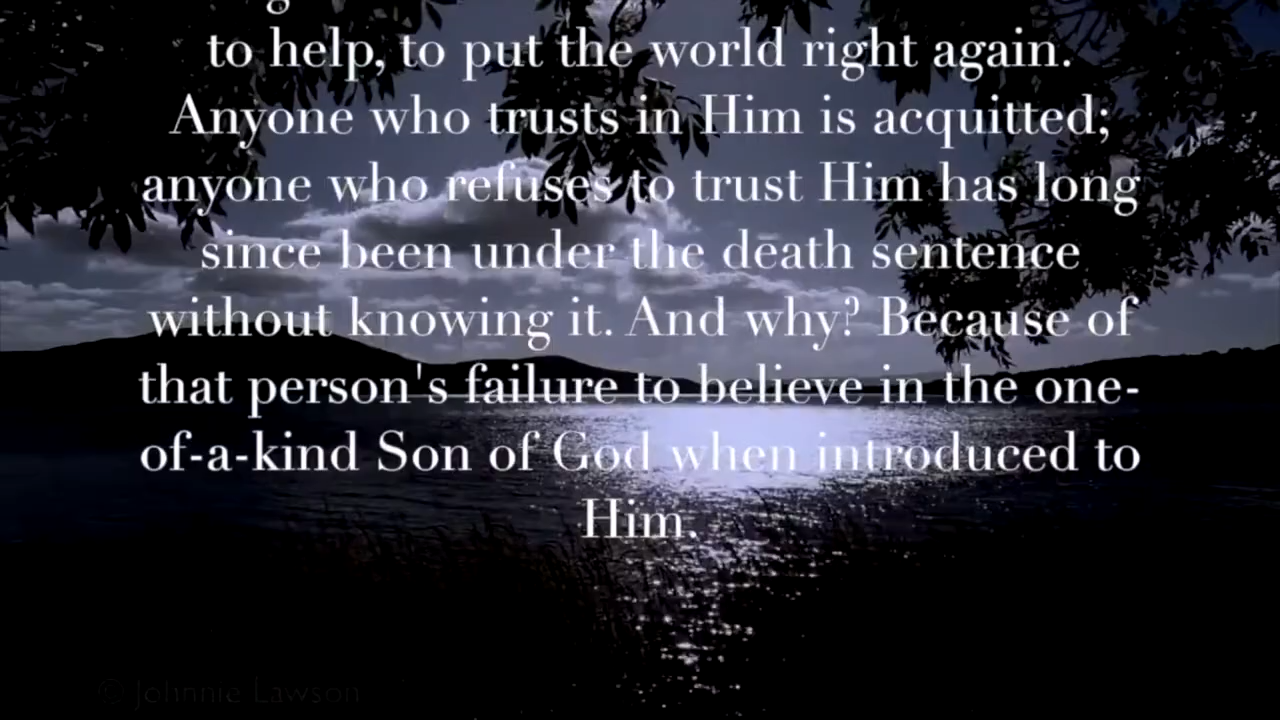 to help, to put the world right again.
Anyone who trusts in Him is acquitted;
anyone who refuses to trust Him has long
since been under the death sentence
without knowing it. And why? Because of
that person's failure to believe in the one-
of-a-kind Son of God when introduced to
Him.
© Johnnie Lawson